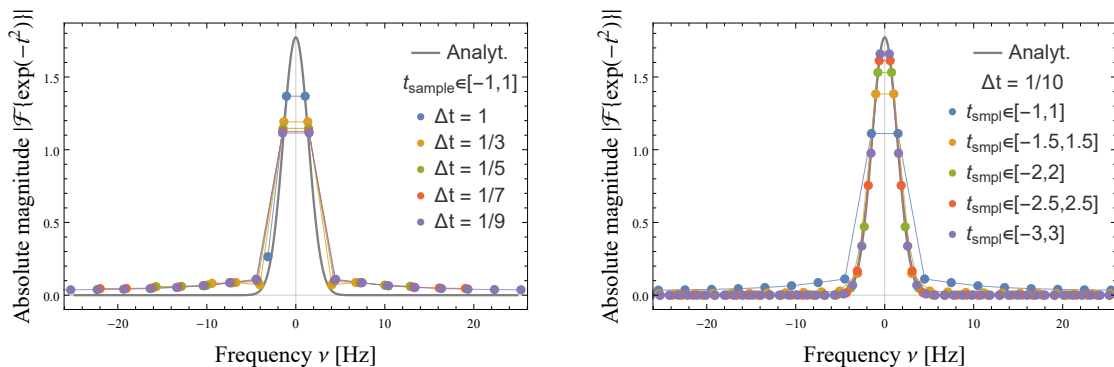 Absolute magnitude |ℱ{exp(−t²)}|
1.5
1.0
0.5
0.0
−20
−10
0
10
20
Frequency ν [Hz]
Analyt.
t_sample∈[−1,1]
Δt = 1
Δt = 1/3
Δt = 1/5
Δt = 1/7
Δt = 1/9
Absolute magnitude |ℱ{exp(−t²)}|
1.5
1.0
0.5
0.0
−20
−10
0
10
20
Frequency ν [Hz]
Analyt.
Δt = 1/10
t_smpl∈[−1,1]
t_smpl∈[−1.5,1.5]
t_smpl∈[−2,2]
t_smpl∈[−2.5,2.5]
t_smpl∈[−3,3]